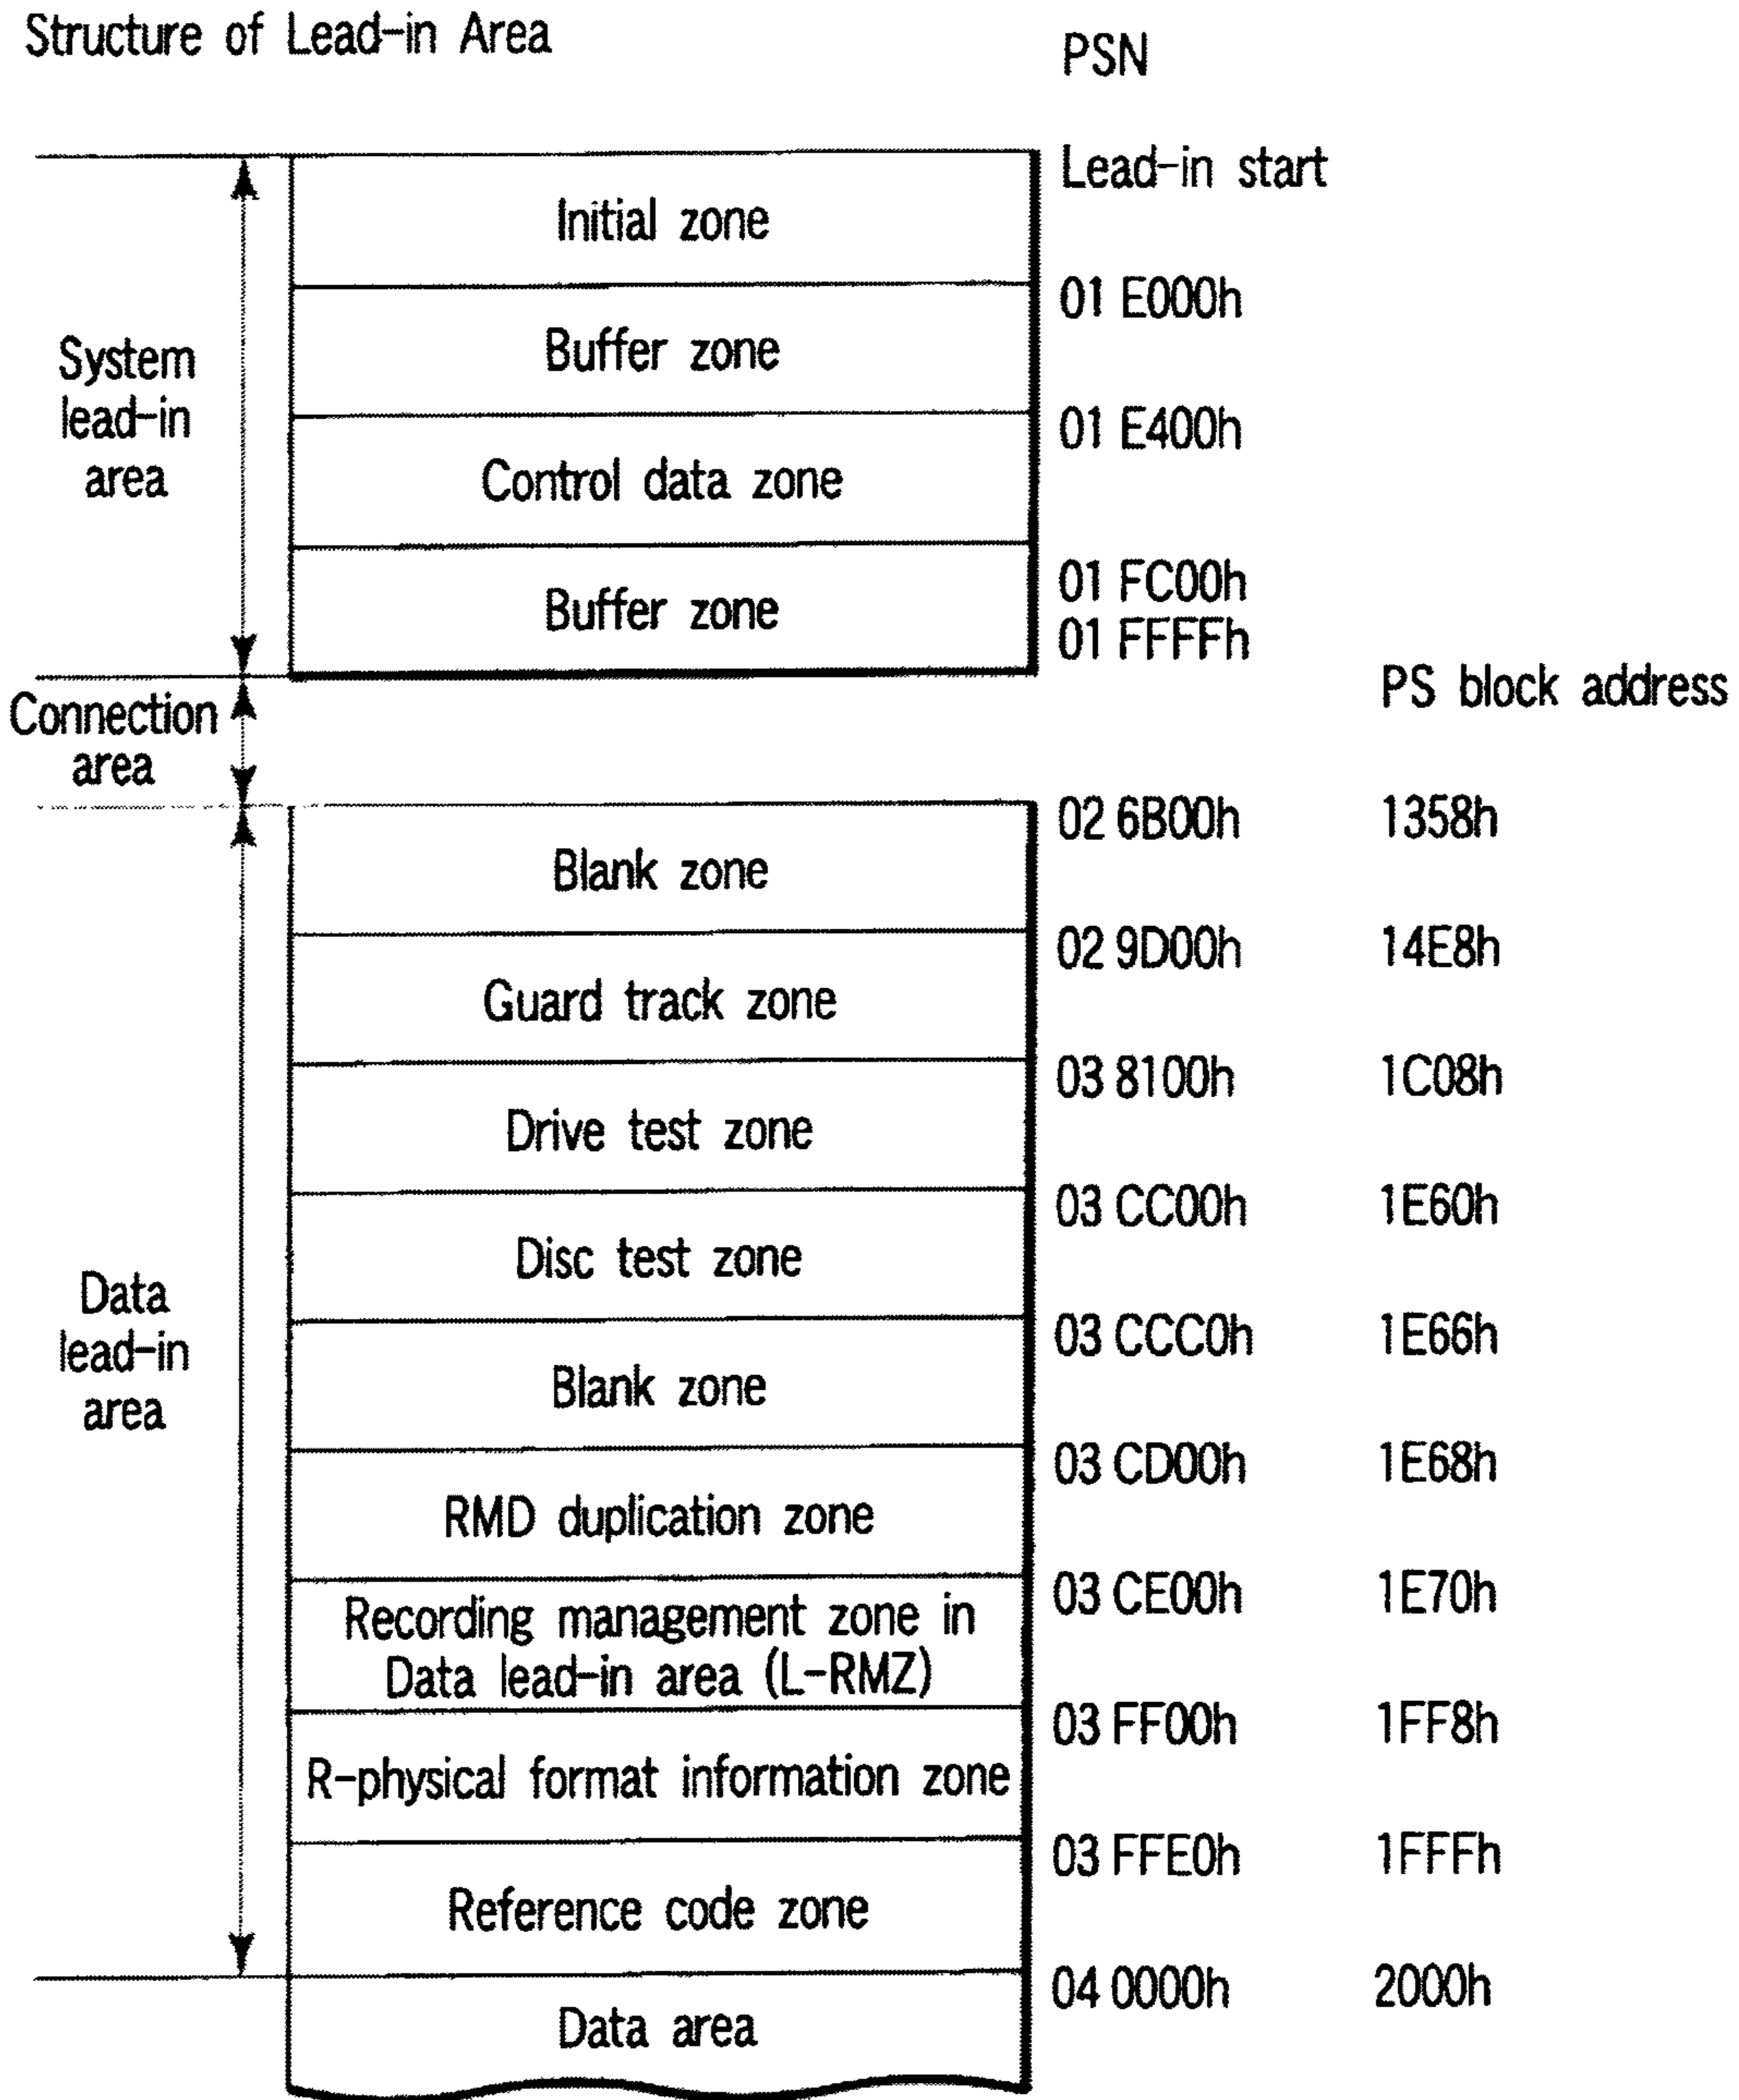 Structure of Lead-in Area
PSN
Lead-in start
Initial zone
01 E000h
Buffer zone
System
lead-in
area
01 E400h
Control data zone
01 FC00h
Buffer zone
01 FFFFh
PS block address
Connection
area
02 6B00h 1358h
Blank zone
02 9D00h 14E8h
Guard track zone
03 8100h 1C08h
Drive test zone
03 CC00h 1E60h
Disc test zone
Data
lead-in
area
03 CCC0h 1E66h
Blank zone
03 CD00h 1E68h
RMD duplication zone
03 CE00h 1E70h
Recording management zone in
Data lead-in area (L-RMZ)
03 FF00h 1FF8h
R-physical format information zone
03 FFE0h 1FFFh
Reference code zone
04 0000h 2000h
Data area